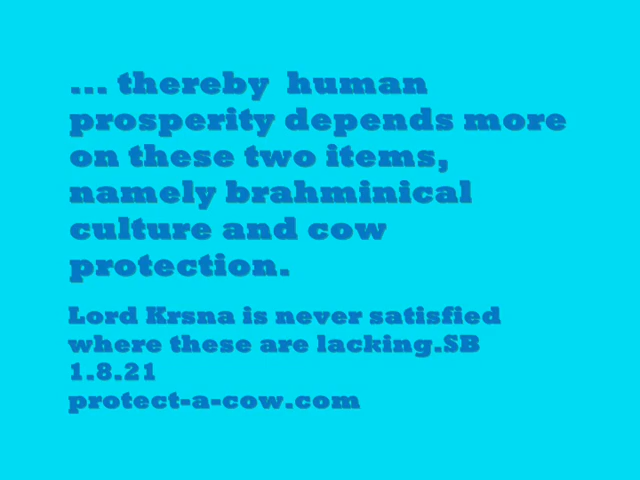 ... thereby  human
prosperity depends more
on these two items,
namely brahminical
culture and cow
protection.
Lord Krsna is never satisfied
where these are lacking.SB
1.8.21
protect-a-cow.com